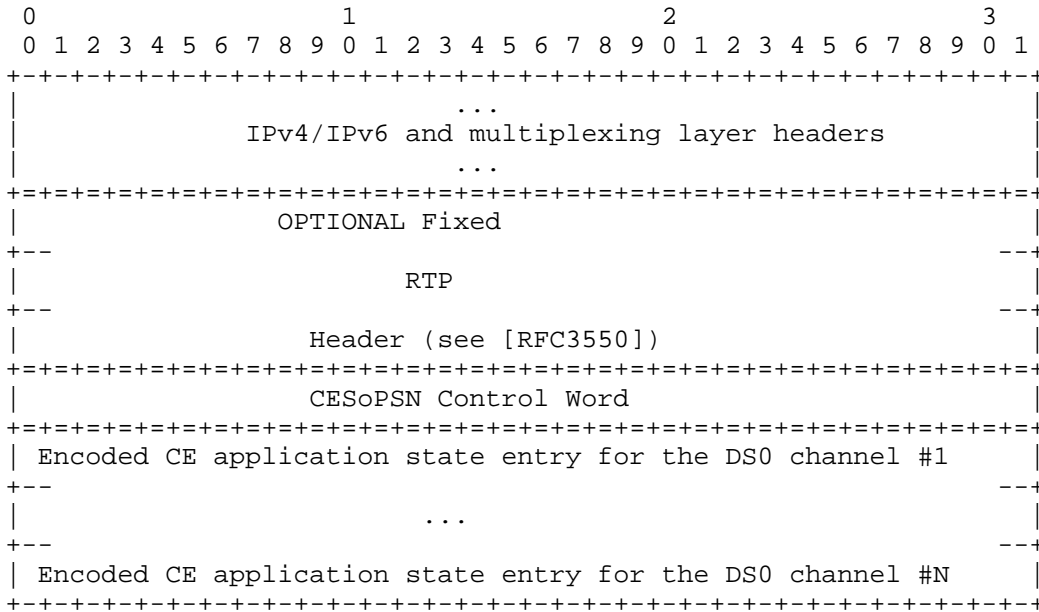 0                   1                   2                   3
 0 1 2 3 4 5 6 7 8 9 0 1 2 3 4 5 6 7 8 9 0 1 2 3 4 5 6 7 8 9 0 1
+-+-+-+-+-+-+-+-+-+-+-+-+-+-+-+-+-+-+-+-+-+-+-+-+-+-+-+-+-+-+-+-+
|                           ...                                 |
|              IPv4/IPv6 and multiplexing layer headers         |
|                           ...                                 |
+=+=+=+=+=+=+=+=+=+=+=+=+=+=+=+=+=+=+=+=+=+=+=+=+=+=+=+=+=+=+=+=+
|                OPTIONAL Fixed                                 |
+--                                                           --+
|                        RTP                                    |
+--                                                           --+
|                  Header (see [RFC3550])                       |
+=+=+=+=+=+=+=+=+=+=+=+=+=+=+=+=+=+=+=+=+=+=+=+=+=+=+=+=+=+=+=+=+
|                  CESoPSN Control Word                         |
+=+=+=+=+=+=+=+=+=+=+=+=+=+=+=+=+=+=+=+=+=+=+=+=+=+=+=+=+=+=+=+=+
| Encoded CE application state entry for the DS0 channel #1     |
+--                                                           --+
|                         ...                                   |
+--                                                           --+
| Encoded CE application state entry for the DS0 channel #N     |
+-+-+-+-+-+-+-+-+-+-+-+-+-+-+-+-+-+-+-+-+-+-+-+-+-+-+-+-+-+-+-+-+